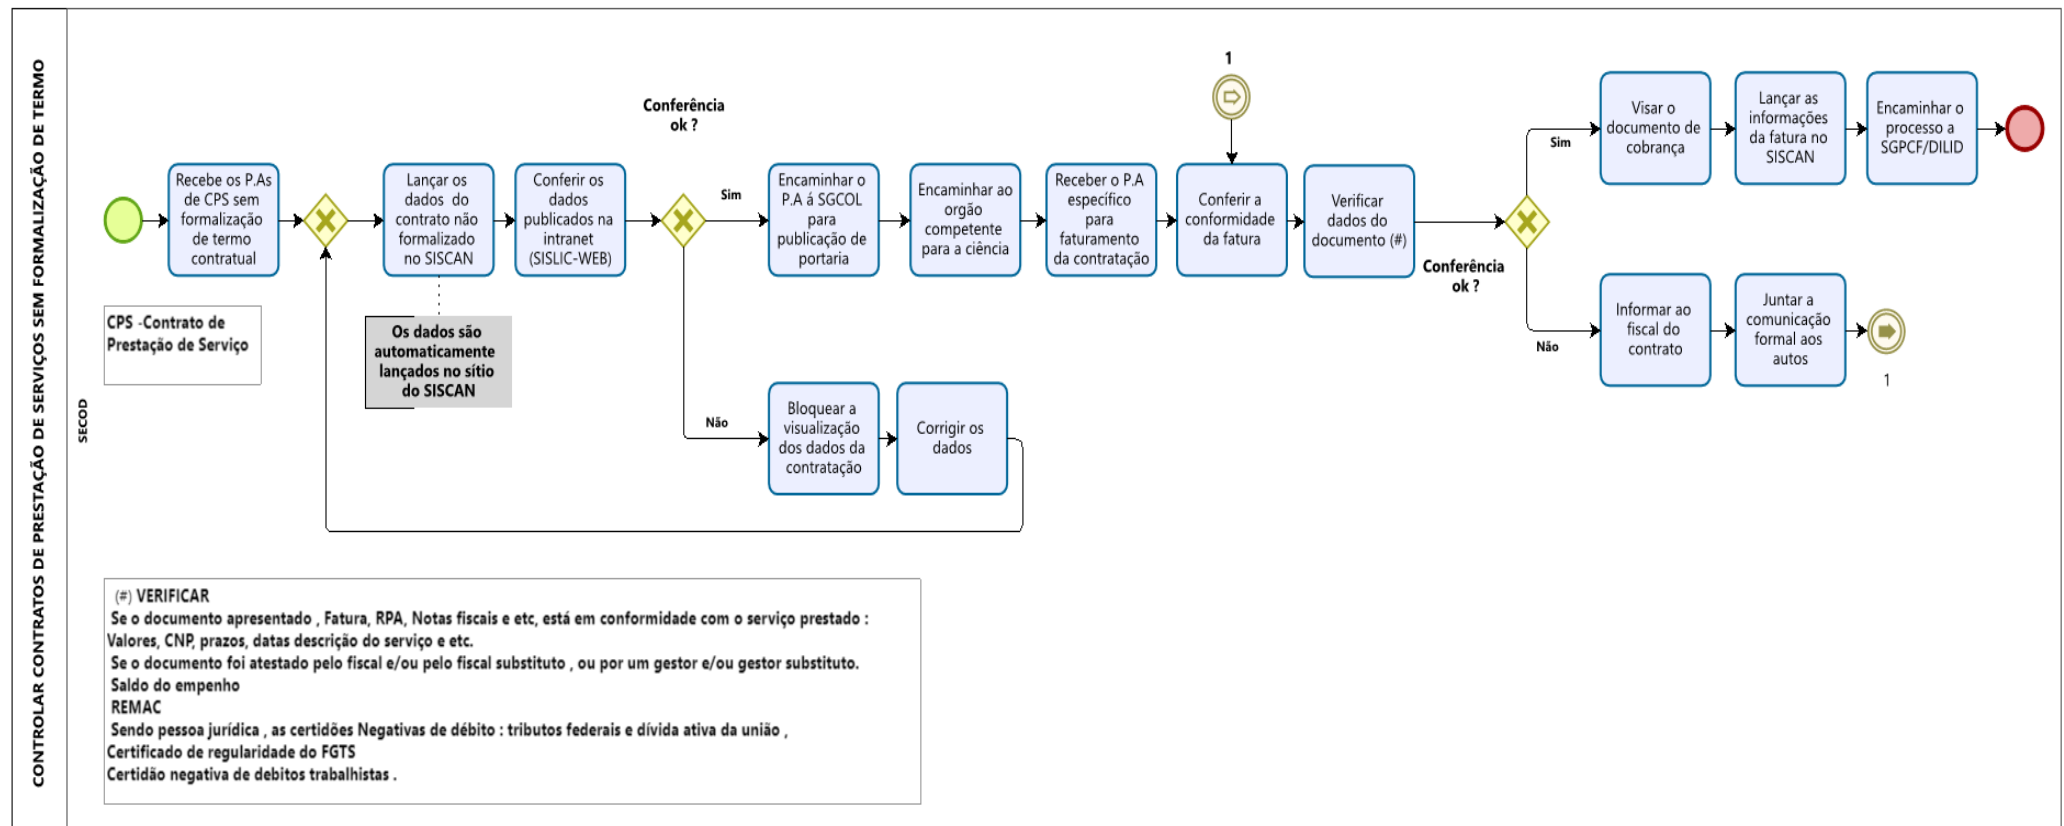 CONTROLAR CONTRATOS DE PRESTAÇÃO DE SERVIÇOS SEM FORMALIZAÇÃO DE TERMO
SECOD
Recebe os P.As
de CPS sem
formalização
de termo
contratual
CPS -Contrato de
Prestação de Serviço
Lançar os
dados do
contrato não
formalizado
no SISCAN
Os dados são
automaticamente
lançados no sítio
do SISCAN
Conferir os
dados
publicados na
intranet
(SISLIC-WEB)
Conferência
ok ?
Sim
Encaminhar o
P.A á SGCOL
para
publicação de
portaria
Encaminhar ao
orgão
competente
para a ciência
Receber o P.A
específico
para
faturamento
da contratação
1
Conferir a
conformidade
da fatura
Verificar
dados do
documento (#)
Conferência
ok ?
Sim
Visar o
documento de
cobrança
Lançar as
informações
da fatura no
SISCAN
Encaminhar o
processo a
SGPCF/DILID
Não
Informar ao
fiscal do
contrato
Juntar a
comunicação
formal aos
autos
1
Não
Bloquear a
visualização
dos dados da
contratação
Corrigir os
dados
(#) VERIFICAR
Se o documento apresentado , Fatura, RPA, Notas fiscais e etc, está em conformidade com o serviço prestado :
Valores, CNP, prazos, datas descrição do serviço e etc.
Se o documento foi atestado pelo fiscal e/ou pelo fiscal substituto , ou por um gestor e/ou gestor substituto.
Saldo do empenho
REMAC
Sendo pessoa jurídica , as certidões Negativas de débito : tributos federais e dívida ativa da união ,
Certificado de regularidade do FGTS
Certidão negativa de debitos trabalhistas .